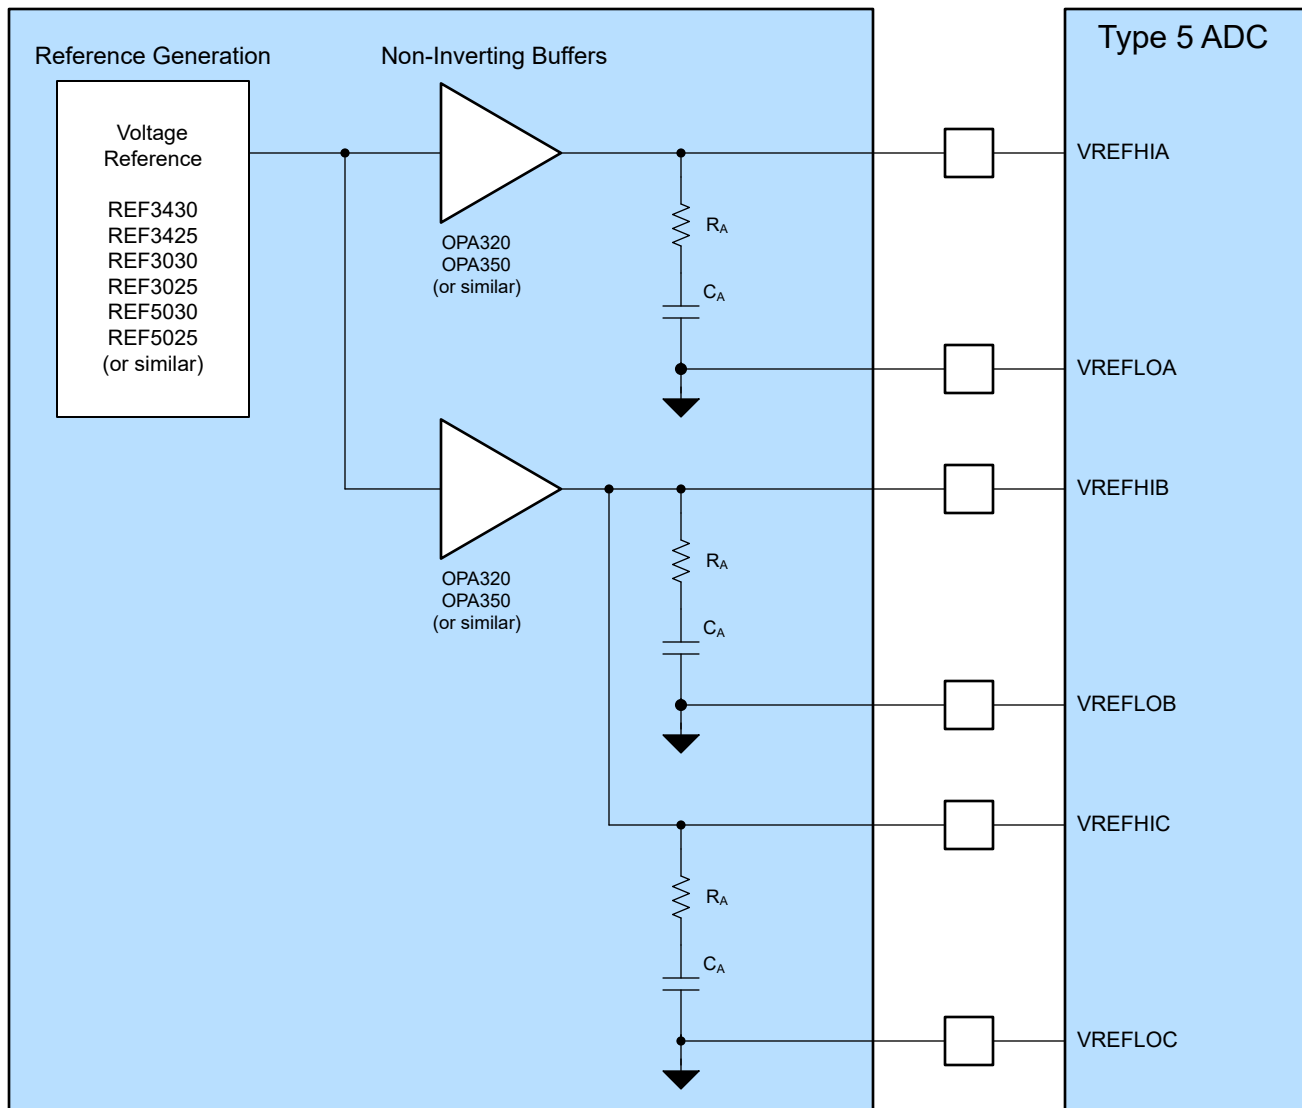 Reference Generation
Non-Inverting Buffers
Type 5 ADC
Voltage
Reference
REF3430
REF3425
REF3030
REF3025
REF5030
REF5025
(or similar)
OPA320
OPA350
(or similar)
RA
CA
VREFHIA
VREFLOA
OPA320
OPA350
(or similar)
RA
CA
VREFHIB
VREFLOB
RA
CA
VREFHIC
VREFLOC